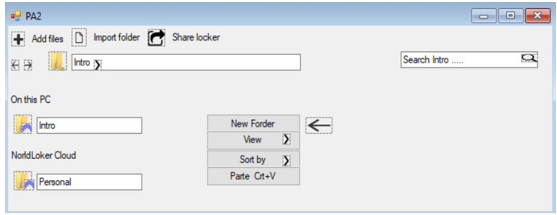 PA2
Add files Import folder Share locker
Intro
Search Intro .....
On this PC
Intro
New Forder
View
NorldLoker Cloud
Sort by
Personal
Parte Crt+V